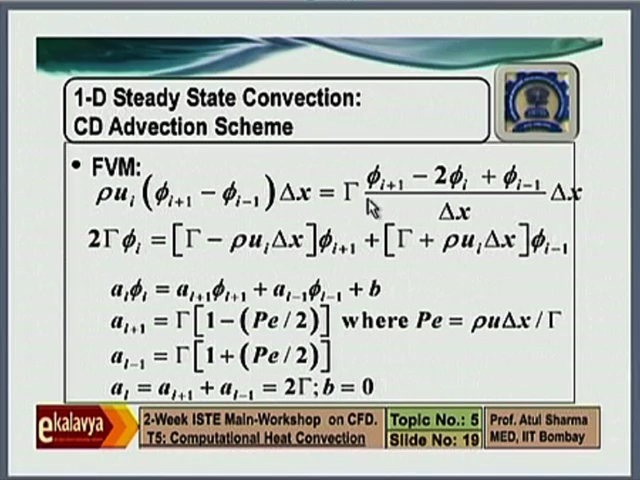 1-D Steady State Convection:
CD Advection Scheme
• FVM:
ρu_i (ϕ_{i+1} − ϕ_{i−1}) Δx = Γ (ϕ_{i+1} − 2ϕ_i + ϕ_{i−1}) / Δx Δx
2Γϕ_i = [Γ − ρu_iΔx]ϕ_{i+1} + [Γ + ρu_iΔx]ϕ_{i−1}
a_iϕ_i = a_{i+1}ϕ_{i+1} + a_{i−1}ϕ_{i−1} + b
a_{i+1} = Γ[1 − (Pe / 2)] where Pe = ρuΔx / Γ
a_{i−1} = Γ[1 + (Pe / 2)]
a_i = a_{i+1} + a_{i−1} = 2Γ; b = 0
ekalavya
2-Week ISTE Main-Workshop on CFD.
T5: Computational Heat Convection
Topic No.: 5
Slide No.: 19
Prof. Atul Sharma
MED, IIT Bombay